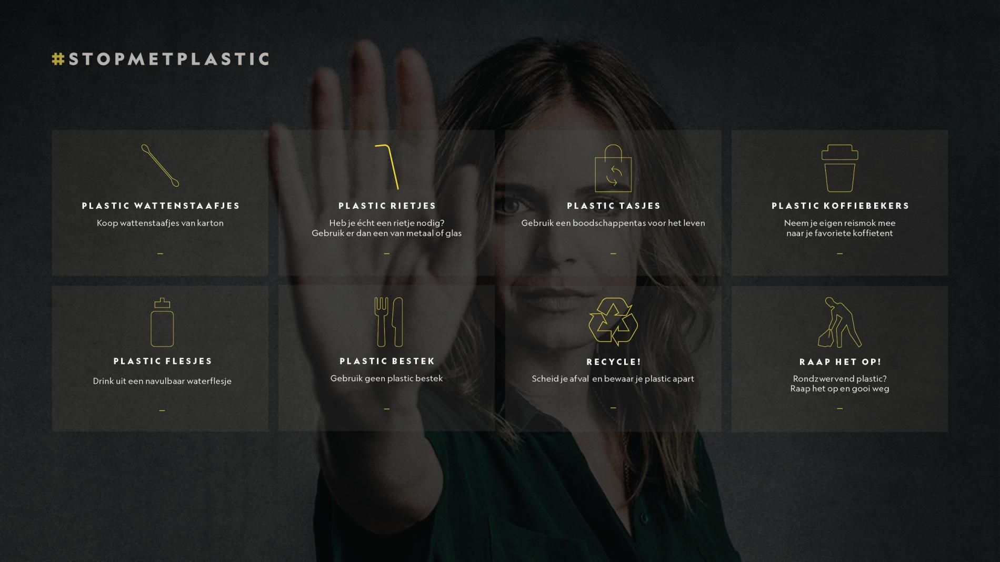 #STOPMETPLASTIC
PLASTIC WATTENSTAAFJES
Koop wattenstaafjes van karton
PLASTIC RIETJES
Heb je écht een rietje nodig?
Gebruik er dan een van metaal of glas
PLASTIC TASJES
Gebruik een boodschappentas voor het leven
PLASTIC KOFFIEBEKERS
Neem je eigen reismok mee
naar je favoriete koffietent
PLASTIC FLESJES
Drink uit een navulbaar waterflesje
PLASTIC BESTEK
Gebruik geen plastic bestek
RECYCLE!
Scheid je afval en bewaar je plastic apart
RAAP HET OP!
Rondzwervend plastic?
Raap het op en gooi weg